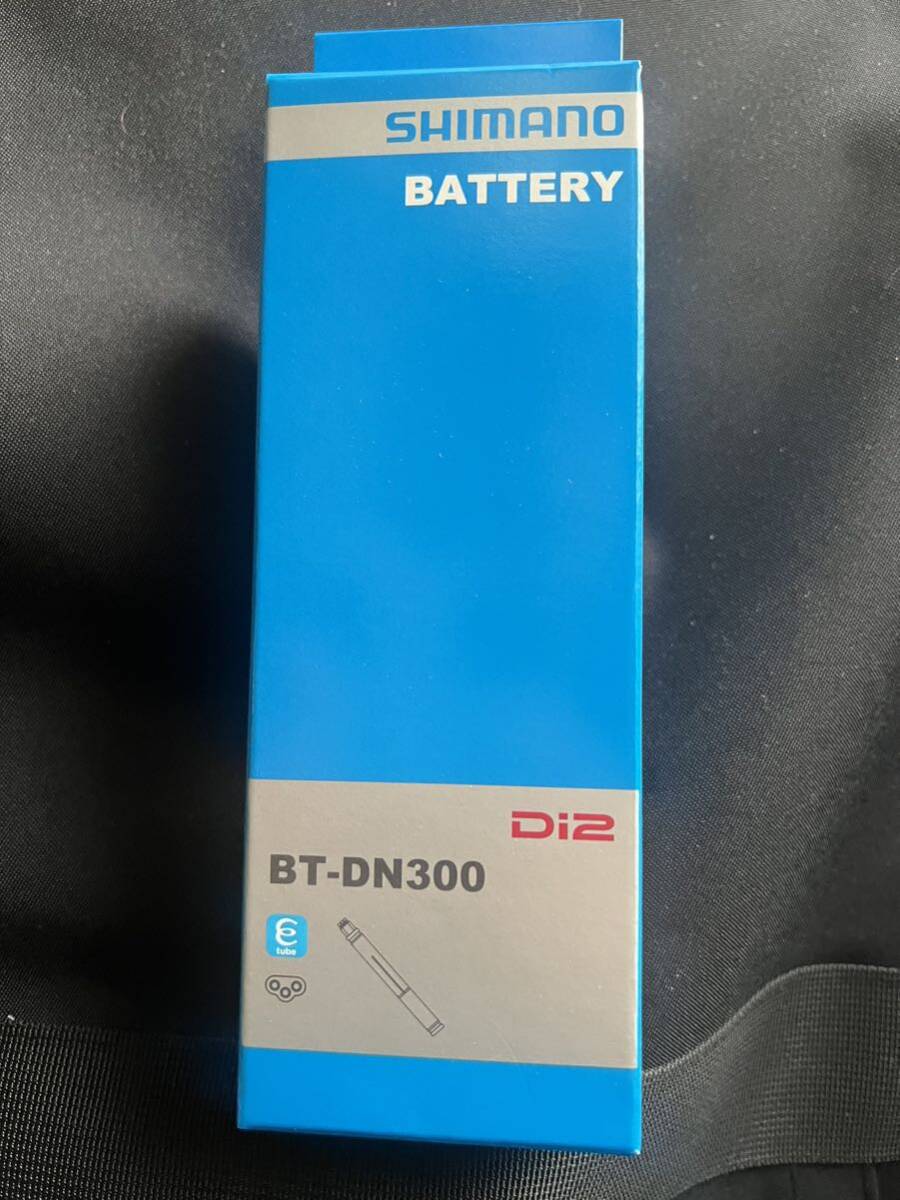 SHIMANO
BATTERY
Di2
BT-DN300
tube